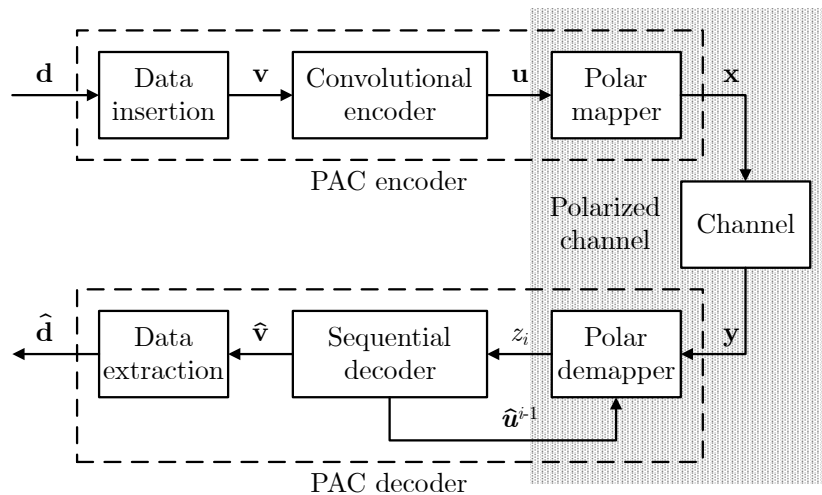 d
Data
insertion
v
Convolutional
encoder
u
Polar
mapper
x
PAC encoder
Polarized
channel
Channel
d̂
Data
extraction
v̂
Sequential
decoder
zᵢ
Polar
demapper
y
û^{i-1}
PAC decoder